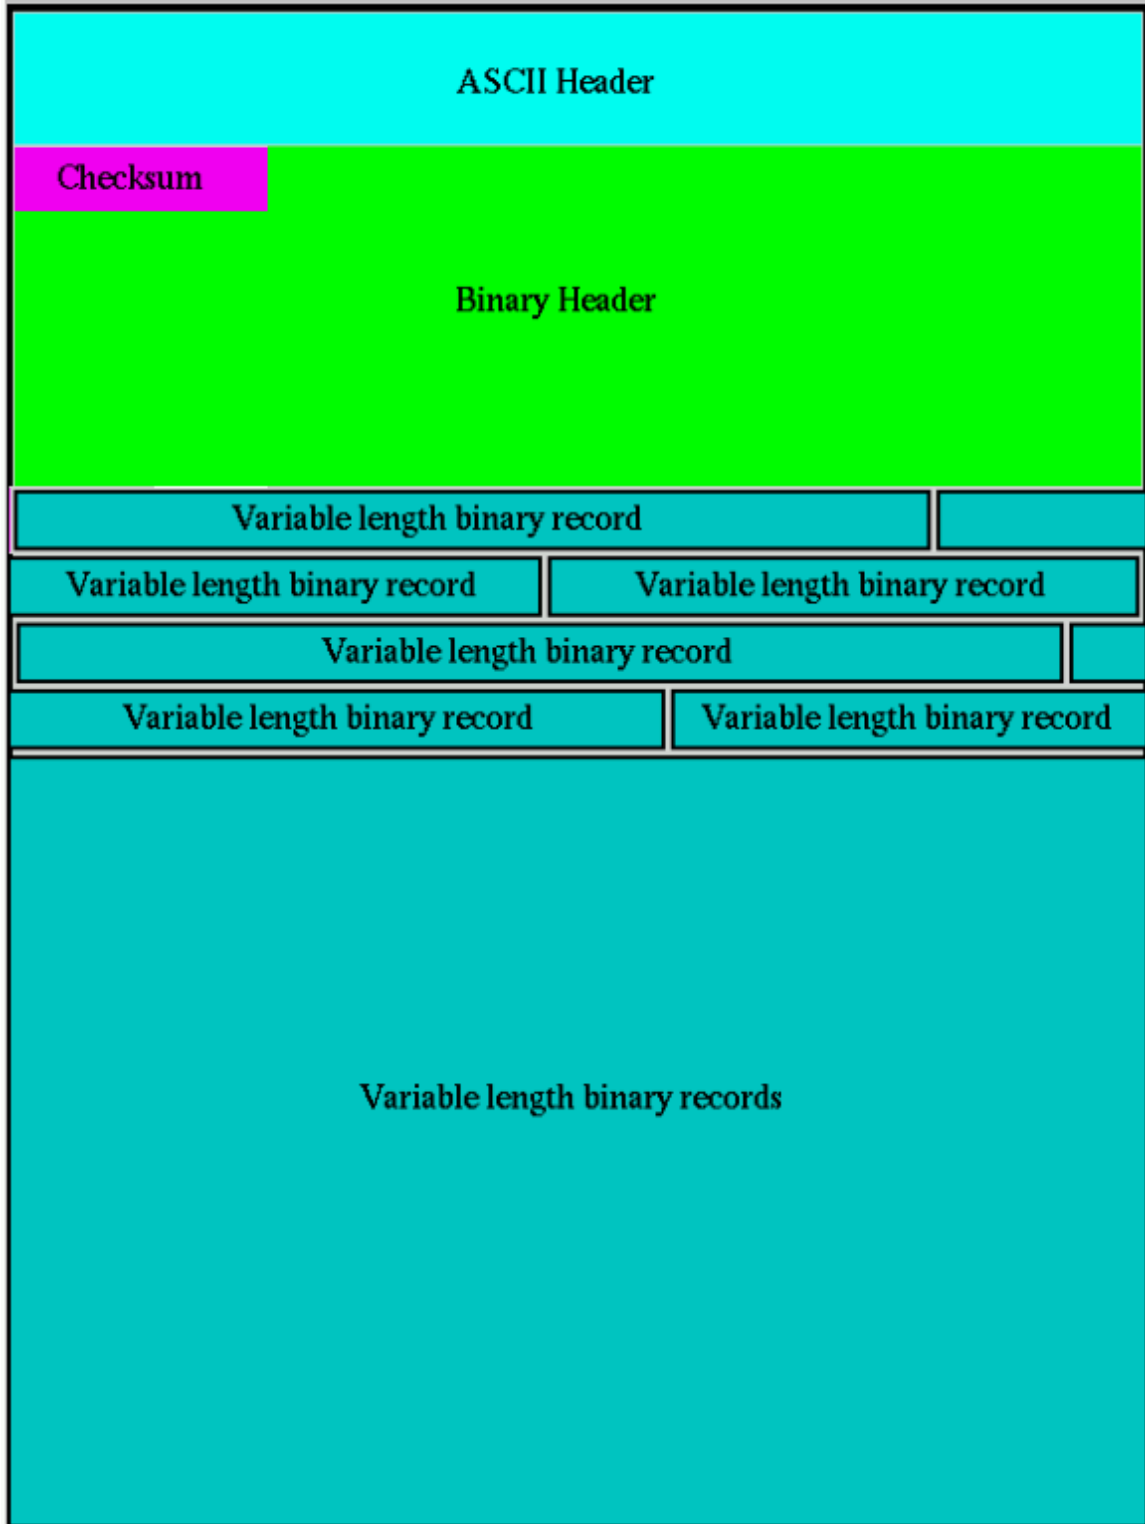 ASCII Header
Checksum
Binary Header
Variable length binary record
Variable length binary record Variable length binary record
Variable length binary record
Variable length binary record Variable length binary record
Variable length binary records